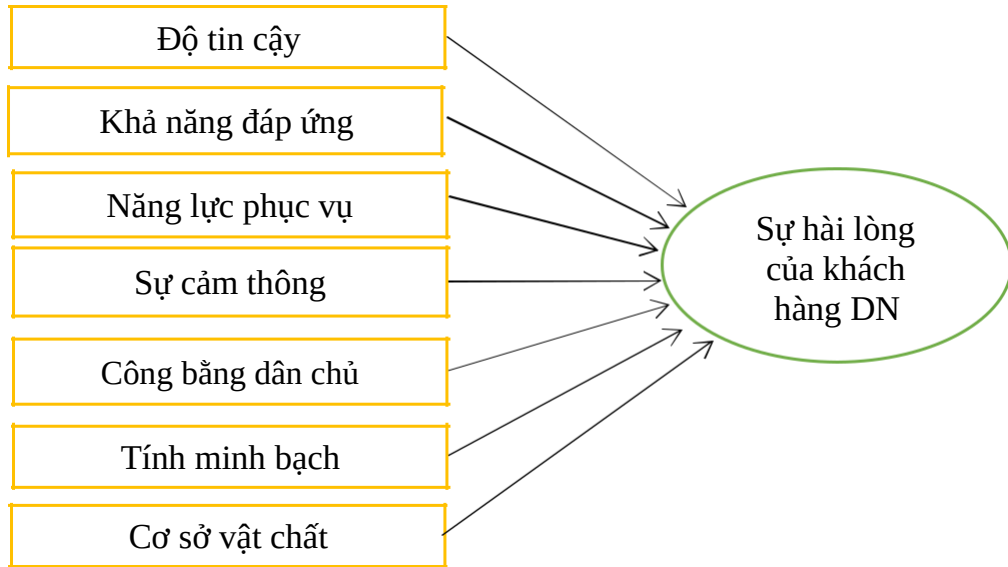 Độ tin cậy
Khả năng đáp ứng
Năng lực phục vụ
Sự cảm thông
Công bằng dân chủ
Tính minh bạch
Cơ sở vật chất
Sự hài lòng
của khách
hàng DN